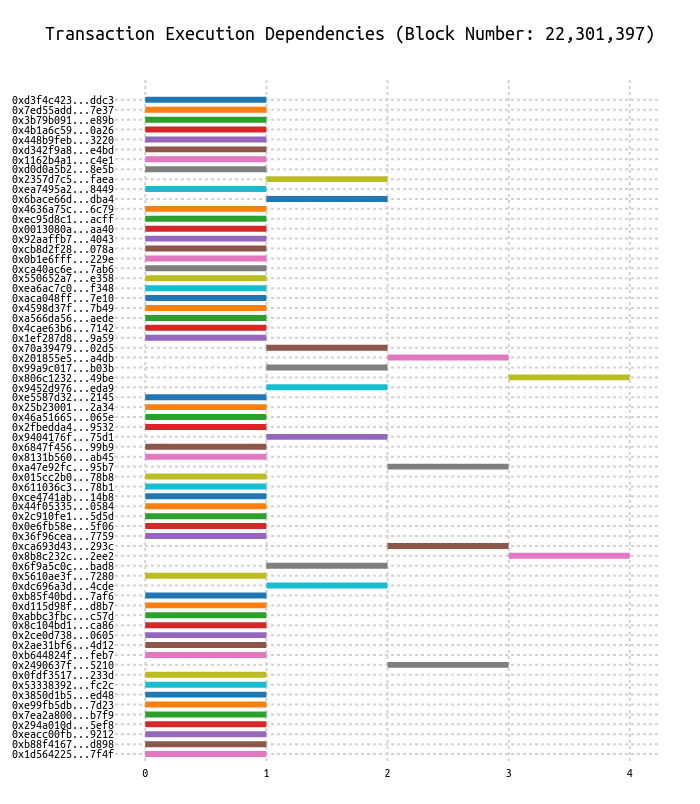 Transaction Execution Dependencies (Block Number: 22,301,397)
0xd3f4c423...ddc3
0x7ed55add...7e37
0x3b79b091...e89b
0x4b1a6c59...0a26
0x448b9feb...3220
0xd342f9a8...e4bd
0x1162b4a1...c4e1
0xd0d0a5b2...8e5b
0x2357d7c5...faea
0xea7495a2...8449
0x6bace66d...dba4
0x4636a75c...6c79
0xec95d8c1...acff
0x0013080a...aa40
0x92aaffb7...4043
0xcb8d2f28...078a
0x0b1e6fff...229e
0xca40ac6e...7ab6
0x550652a7...e358
0xea6ac7c0...f348
0xaca048ff...7e10
0x4598d37f...7b49
0xa566da56...aede
0x4cae63b6...7142
0x1ef287d8...9a59
0x70a39479...02d5
0x201855e5...a4db
0x99a9c017...b03b
0x806c1232...49be
0x9452d976...eda9
0xe5587d32...2145
0x25b23001...2a34
0x46a51665...065e
0x2fbedda4...9532
0x9404176f...75d1
0x6847f456...99b9
0x8131b560...ab45
0xa47e92fc...95b7
0x015cc2b0...78b8
0x611036c3...78b1
0xce4741ab...14b8
0x44f05335...0584
0x2c910fe1...5d5d
0x0e6fb58e...5f06
0x36f96cea...7759
0xca693d43...293c
0x8b8c232c...2ee2
0x6f9a5c0c...bad8
0x5610ae3f...7280
0xdc696a3d...4cde
0xb85f40bd...7af6
0xd115d98f...d8b7
0xabbc3fbc...c57d
0x8c104bd1...ca86
0x2ce0d738...0605
0x2ae31bf6...4d12
0xb644824f...feb7
0x2490637f...5210
0x0fdf3517...233d
0x53338392...fc2c
0x3850d1b5...ed48
0xe99fb5db...7d23
0x7ea2a800...b7f9
0x294a010d...5ef8
0xeacc00fb...9212
0xb88f4167...d898
0x1d564225...7f4f
0 1 2 3 4